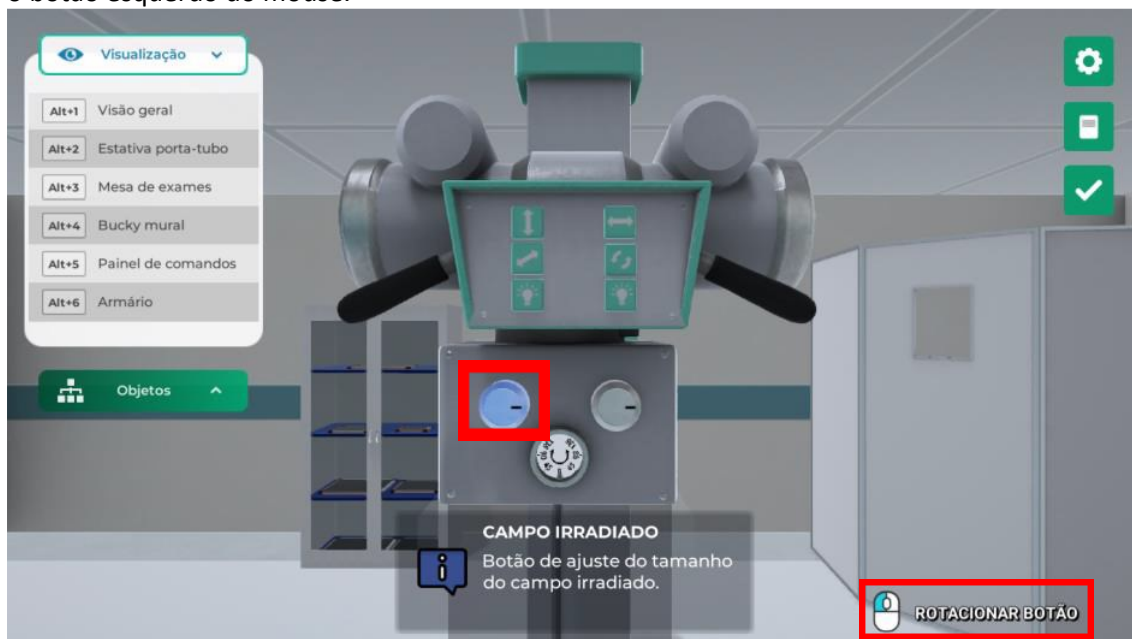 o botão esquerdo do mouse.
Visualização
Alt+1 Visão geral
Alt+2 Estativa porta-tubo
Alt+3 Mesa de exames
Alt+4 Bucky mural
Alt+5 Painel de comandos
Alt+6 Armário
Objetos
CAMPO IRRADIADO
Botão de ajuste do tamanho
do campo irradiado.
ROTACIONAR BOTÃO